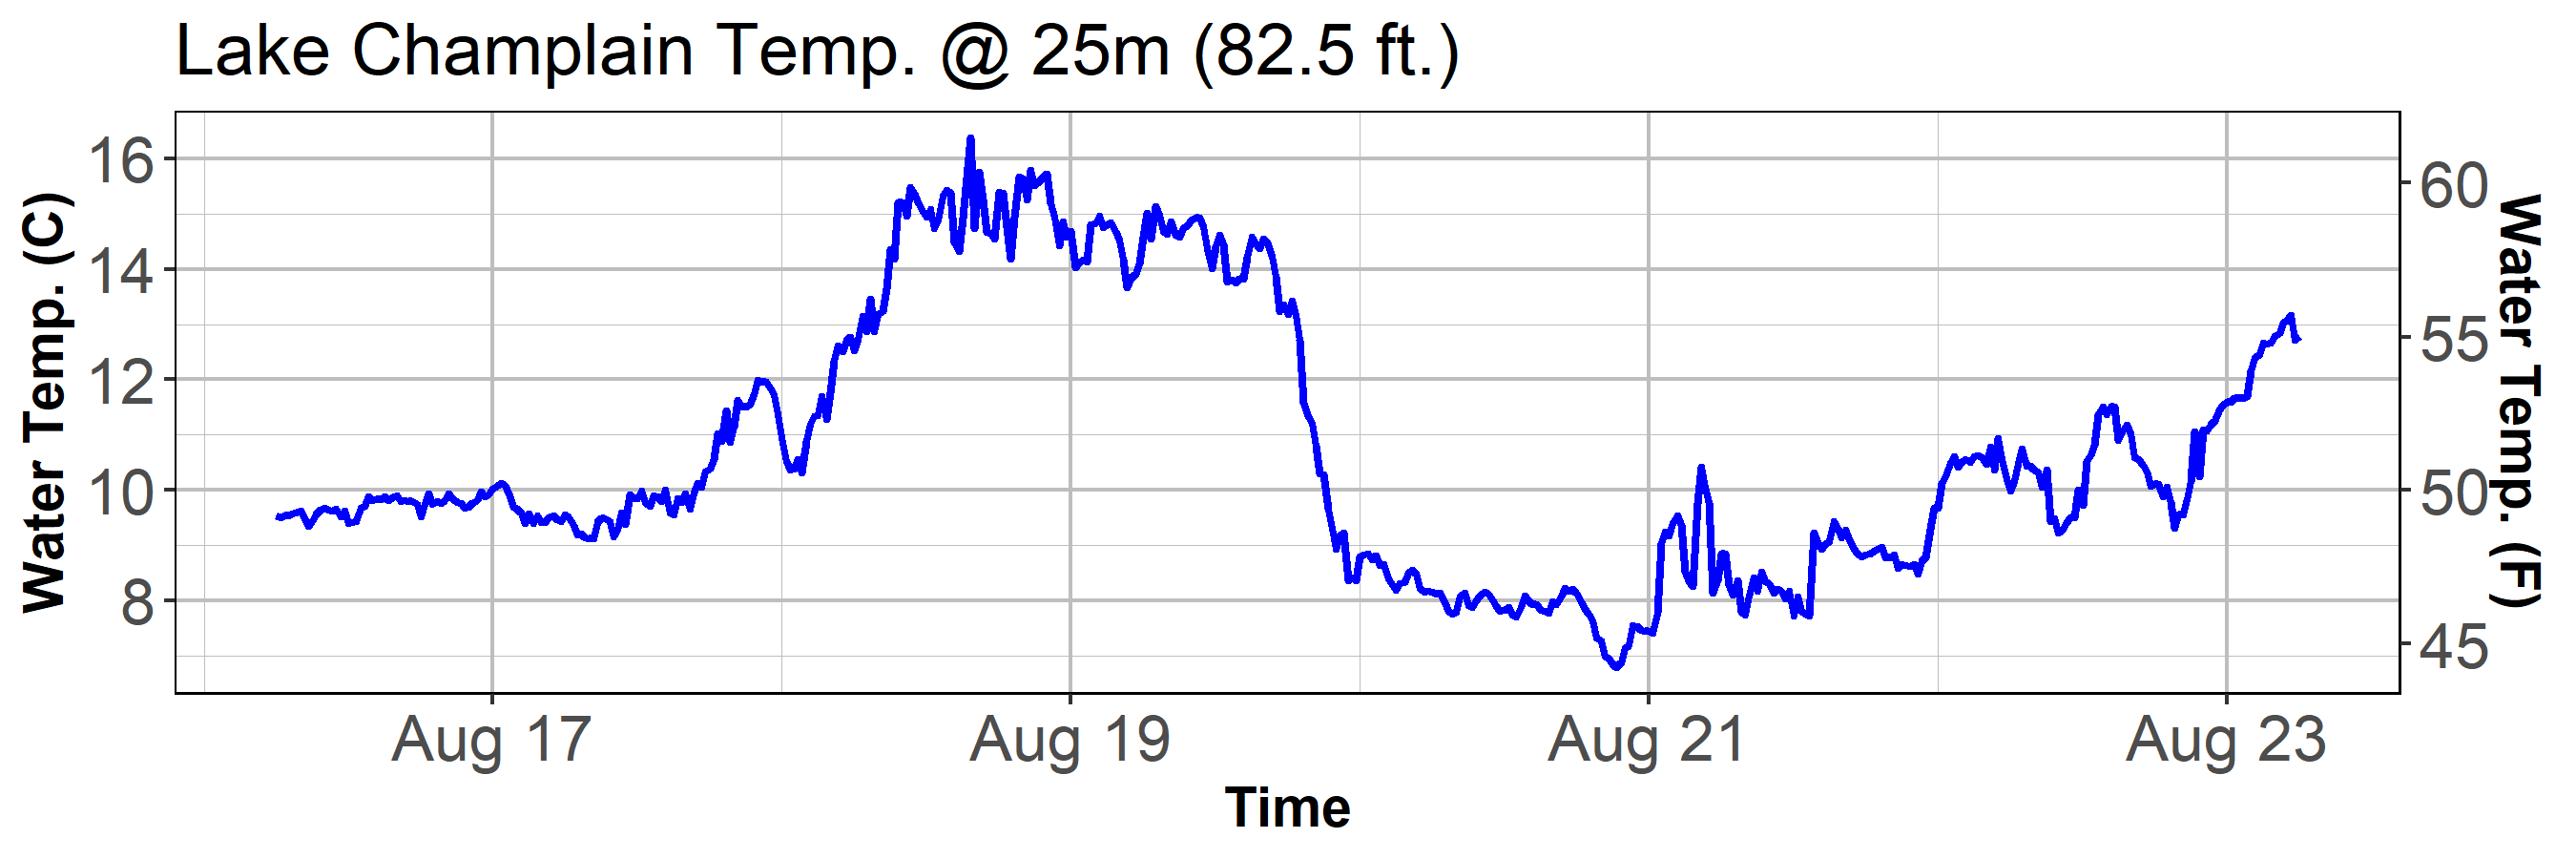 Lake Champlain Temp. @ 25m (82.5 ft.)
Water Temp. (C)
16
14
12
10
8
60
55
50
45
Water Temp. (F)
Aug 17 Aug 19 Aug 21 Aug 23
Time